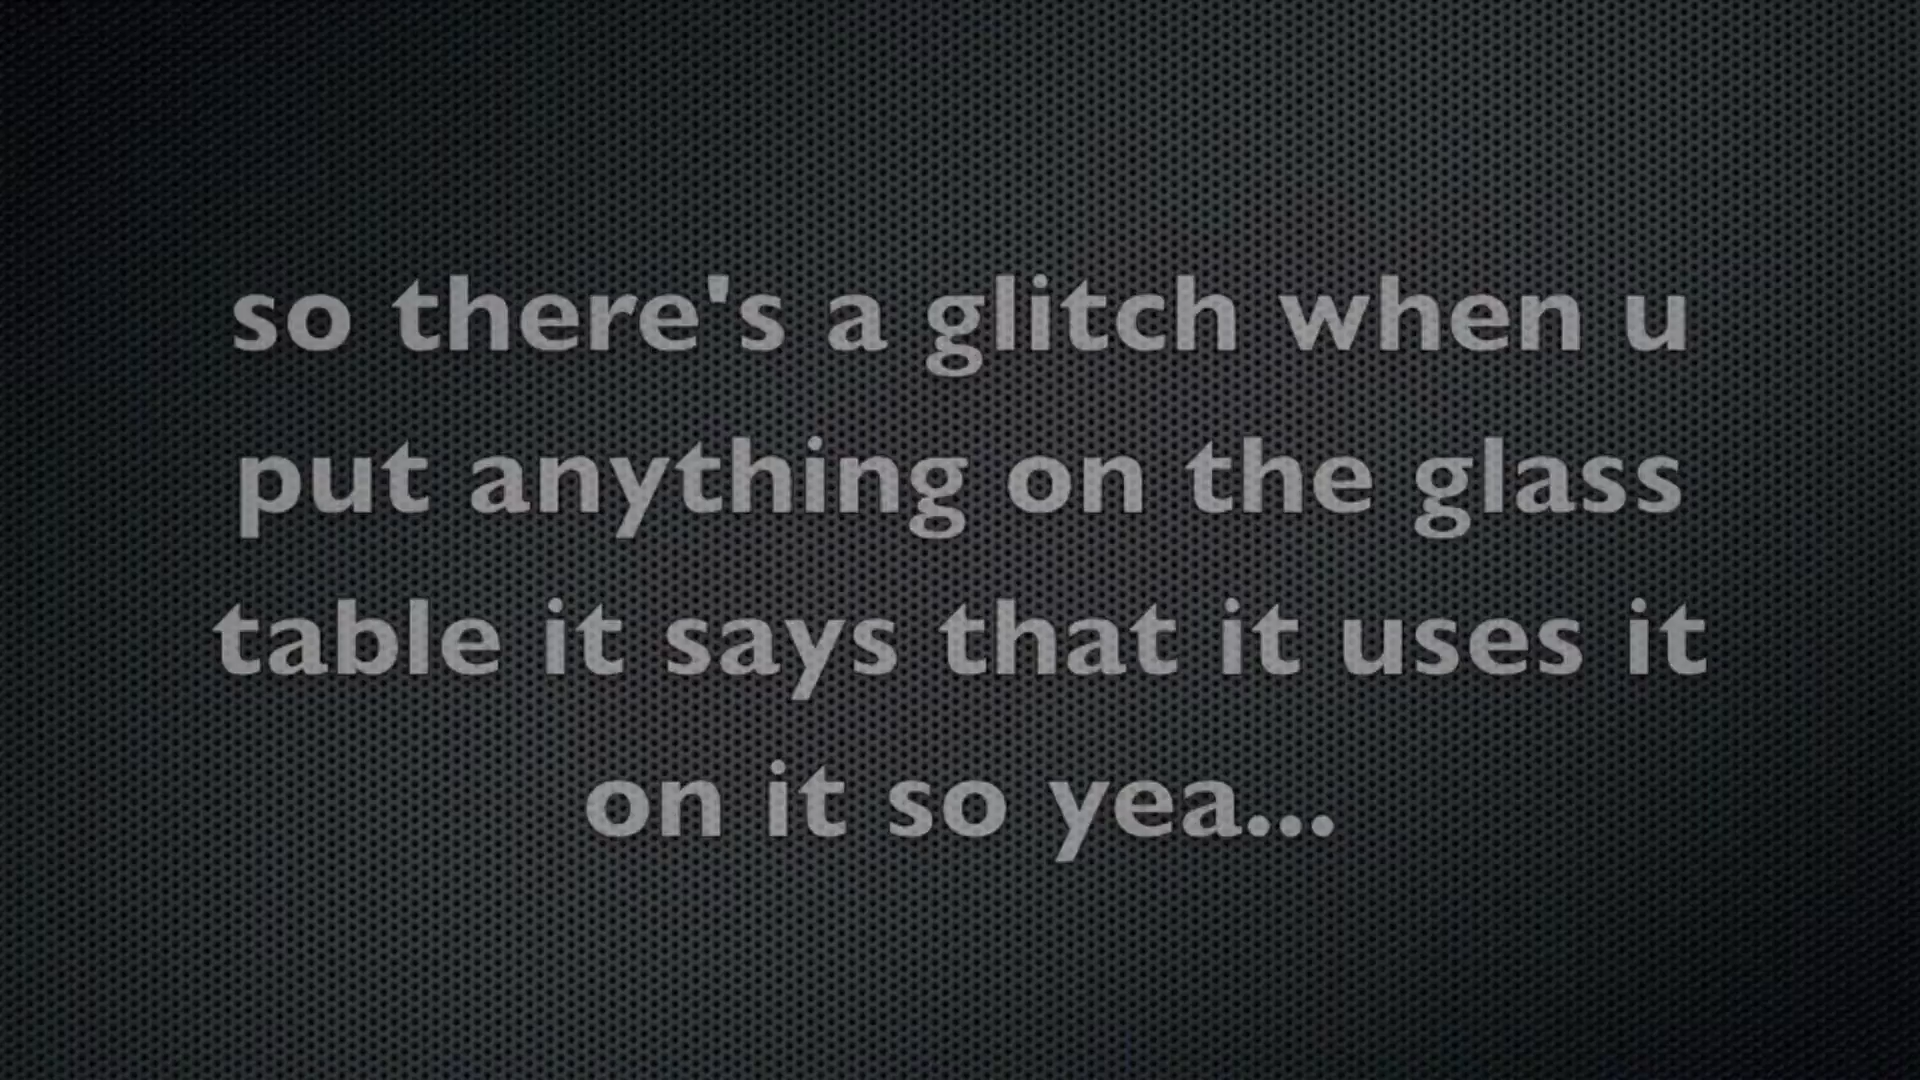 so there's a glitch when u
put anything on the glass
table it says that it uses it
on it so yea...